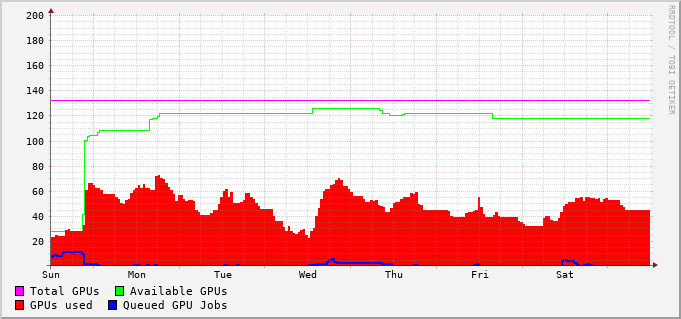 200
180
160
140
120
100
80
60
40
20
Sun Mon Tue Wed Thu Fri Sat
Total GPUs Available GPUs
GPUs used Queued GPU Jobs
RRDTOOL / TOBI OETIKER